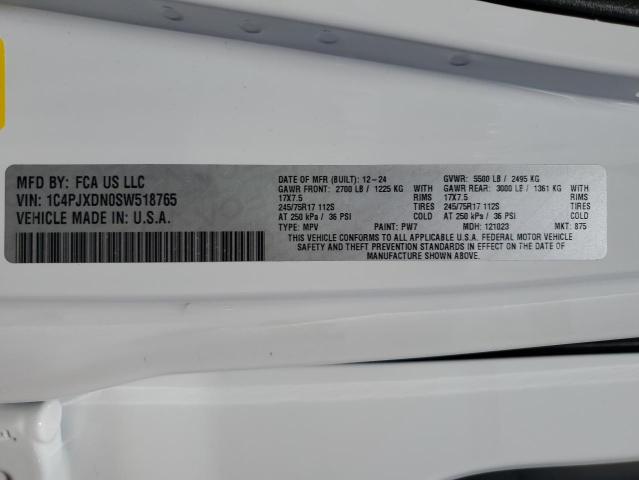 MFD BY: FCA US LLC
VIN: 1C4PJXDN0SW518765
VEHICLE MADE IN U.S.A.
DATE OF MFR (BUILT): 12-24 GVWR: 5500 LB / 2495 KG
GAWR FRONT: 2700 LB / 1225 KG WITH GAWR REAR: 3000 LB / 1361 KG WITH
17X7.5 RIMS 17X7.5 RIMS
245/75R17 112S TIRES 245/75R17 112S TIRES
AT 250 kPa / 36 PSI COLD AT 250 kPa / 36 PSI COLD
TYPE: MPV PAINT: PW7 MDH: 121023 MKT: 875
THIS VEHICLE CONFORMS TO ALL APPLICABLE U.S.A. FEDERAL MOTOR VEHICLE
SAFETY AND THEFT PREVENTION STANDARDS IN EFFECT ON THE DATE OF
MANUFACTURE SHOWN ABOVE.